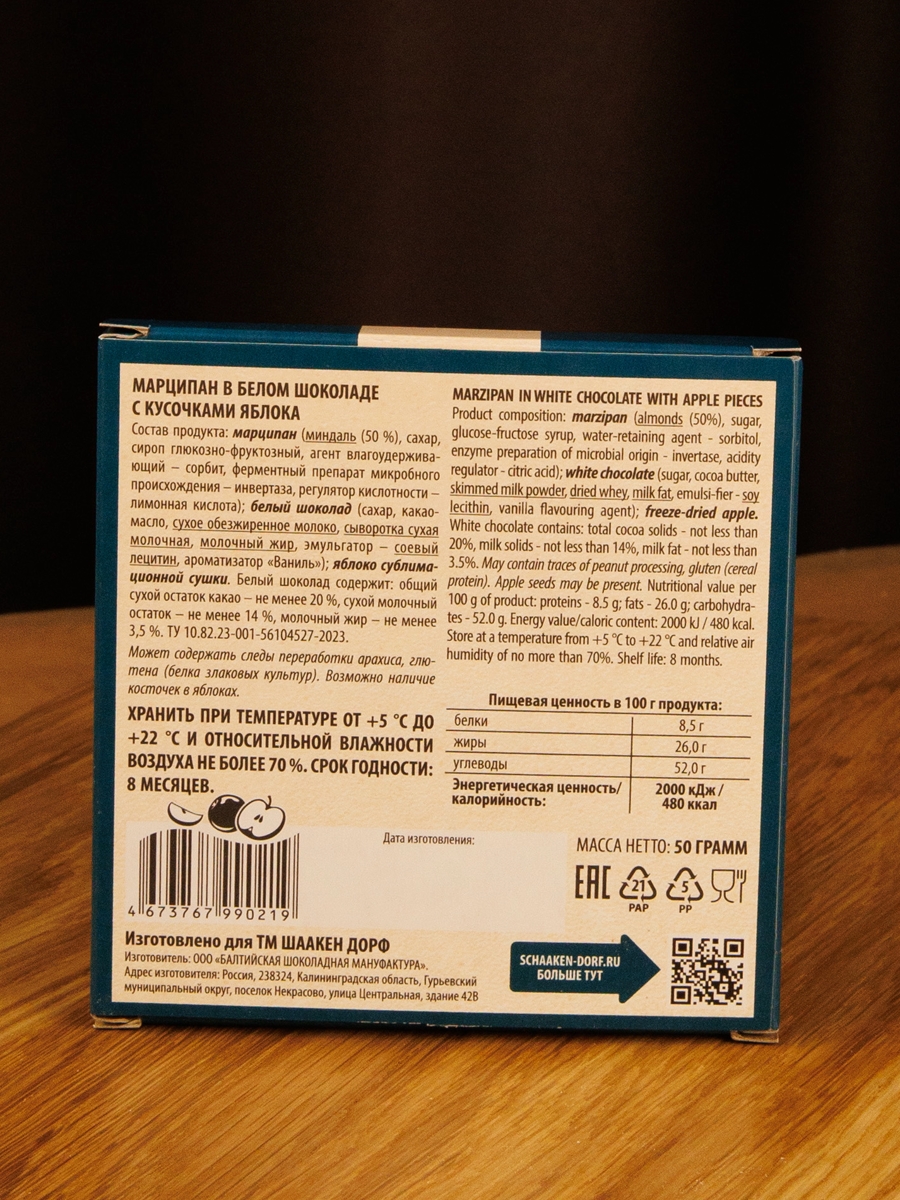 МАРЦИПАН В БЕЛОМ ШОКОЛАДЕ
С КУСОЧКАМИ ЯБЛОКА
Состав продукта: марципан (миндаль (50 %), сахар,
сироп глюкозно-фруктозный, агент влагоудержива-
ющий – сорбит, ферментный препарат микробного
происхождения – инвертаза, регулятор кислотности –
лимонная кислота); белый шоколад (сахар, какао-
масло, сухое обезжиренное молоко, сыворотка сухая
молочная, молочный жир, эмульгатор – соевый
лецитин, ароматизатор «Ваниль»); яблоко сублима-
ционной сушки. Белый шоколад содержит: общий
сухой остаток какао – не менее 20 %, сухой молочный
остаток – не менее 14 %, молочный жир – не менее
3,5 %. ТУ 10.82.23-001-56104527-2023.
Может содержать следы переработки арахиса, глю-
тена (белка злаковых культур). Возможно наличие
косточек в яблоках.
ХРАНИТЬ ПРИ ТЕМПЕРАТУРЕ ОТ +5 °С ДО
+22 °С И ОТНОСИТЕЛЬНОЙ ВЛАЖНОСТИ
ВОЗДУХА НЕ БОЛЕЕ 70 %. СРОК ГОДНОСТИ:
8 МЕСЯЦЕВ.
MARZIPAN IN WHITE CHOCOLATE WITH APPLE PIECES
Product composition: marzipan (almonds (50%), sugar,
glucose-fructose syrup, water-retaining agent - sorbitol,
enzyme preparation of microbial origin - invertase, acidity
regulator - citric acid); white chocolate (sugar, cocoa butter,
skimmed milk powder, dried whey, milk fat, emulsi-fier - soy
lecithin, vanilla flavouring agent); freeze-dried apple.
White chocolate contains: total cocoa solids - not less than
20%, milk solids - not less than 14%, milk fat - not less than
3.5%. May contain traces of peanut processing, gluten (cereal
protein). Apple seeds may be present. Nutritional value per
100 g of product: proteins - 8.5 g; fats - 26.0 g; carbohydra-
tes - 52.0 g. Energy value/caloric content: 2000 kJ / 480 kcal.
Store at a temperature from +5 °C to +22 °C and relative air
humidity of no more than 70%. Shelf life: 8 months.
Пищевая ценность в 100 г продукта:
белки 8,5 г
жиры 26,0 г
углеводы 52,0 г
Энергетическая ценность/ 2000 кДж /
калорийность: 480 ккал
Дата изготовления:
МАССА НЕТТО: 50 ГРАММ
EAC 21 5
PAP PP
4 673767 990219
Изготовлено для ТМ ШААКЕН ДОРФ
Изготовитель: ООО «БАЛТИЙСКАЯ ШОКОЛАДНАЯ МАНУФАКТУРА».
Адрес изготовителя: Россия, 238324, Калининградская область, Гурьевский
муниципальный округ, поселок Некрасово, улица Центральная, здание 42В
SCHAAKEN-DORF.RU
БОЛЬШЕ ТУТ